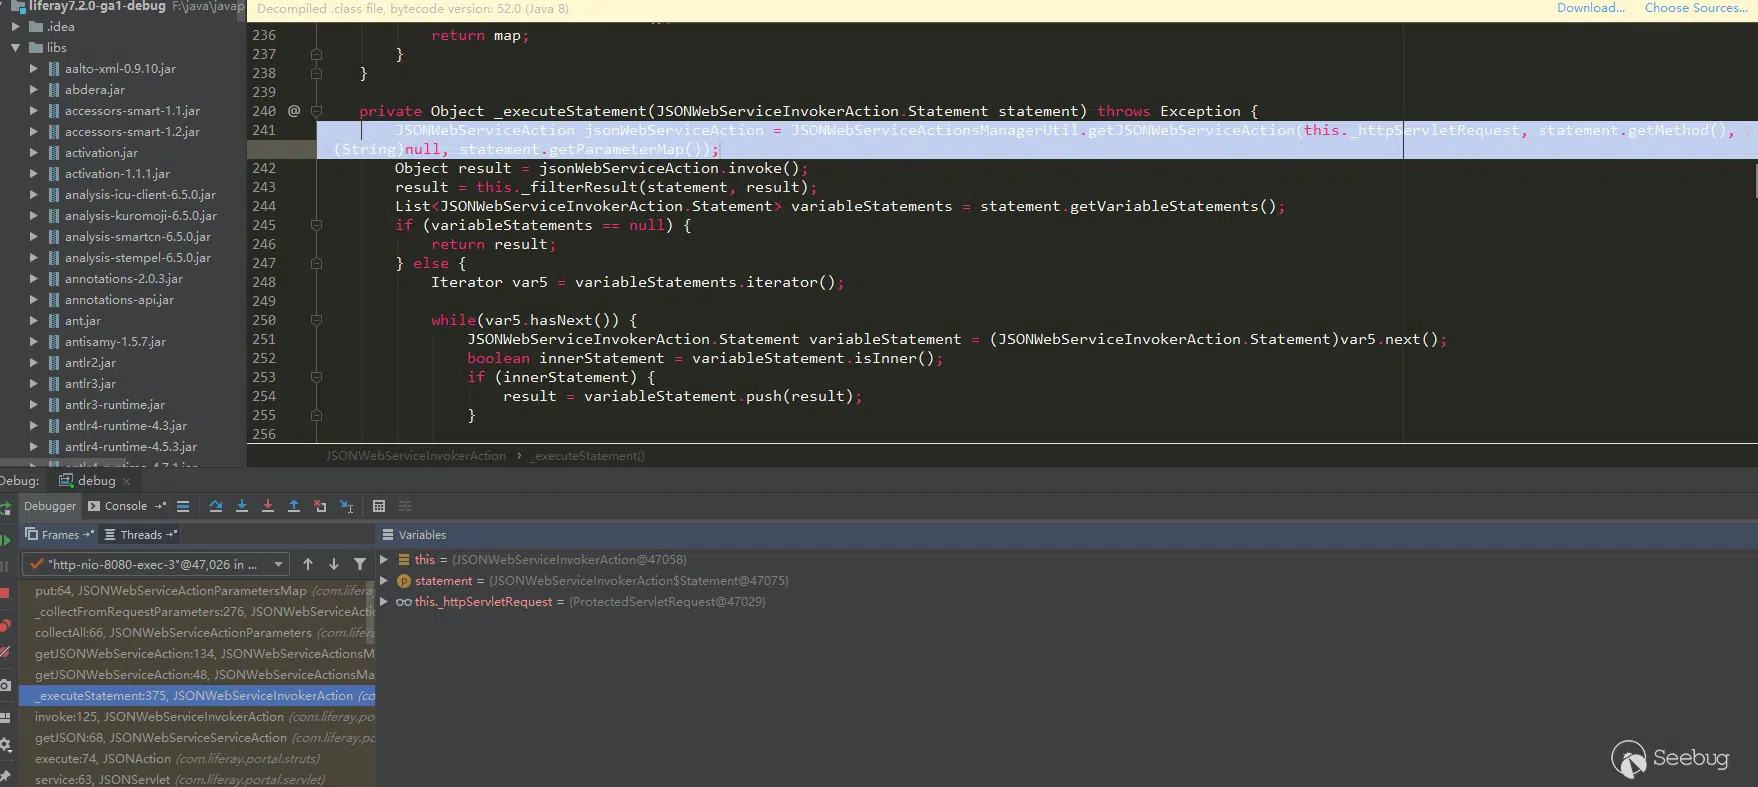 liferay7.2.0-ga1-debug F:\java\javap
.idea
libs
aalto-xml-0.9.10.jar
abdera.jar
accessors-smart-1.1.jar
accessors-smart-1.2.jar
activation.jar
activation-1.1.1.jar
analysis-icu-client-6.5.0.jar
analysis-kuromoji-6.5.0.jar
analysis-smartcn-6.5.0.jar
analysis-stempel-6.5.0.jar
annotations-2.0.3.jar
annotations-api.jar
ant.jar
antisamy-1.5.7.jar
antlr2.jar
antlr3.jar
antlr3-runtime.jar
antlr4-runtime-4.3.jar
antlr4-runtime-4.5.3.jar
antlr4-runtime-4.7.1.jar
Decompiled .class file, bytecode version: 52.0 (Java 8)
Download... Choose Sources...
236 return map;
237 }
238 }
239
240 @ private Object _executeStatement(JSONWebServiceInvokerAction.Statement statement) throws Exception {
241 JSONWebServiceAction jsonWebServiceAction = JSONWebServiceActionsManagerUtil.getJSONWebServiceAction(this._httpServletRequest, statement.getMethod(),
(String)null, statement.getParameterMap());
242 Object result = jsonWebServiceAction.invoke();
243 result = this._filterResult(statement, result);
244 List<JSONWebServiceInvokerAction.Statement> variableStatements = statement.getVariableStatements();
245 if (variableStatements == null) {
246 return result;
247 } else {
248 Iterator var5 = variableStatements.iterator();
249
250 while(var5.hasNext()) {
251 JSONWebServiceInvokerAction.Statement variableStatement = (JSONWebServiceInvokerAction.Statement)var5.next();
252 boolean innerStatement = variableStatement.isInner();
253 if (innerStatement) {
254 result = variableStatement.push(result);
255 }
256
JSONWebServiceInvokerAction › _executeStatement()
Debug: debug ×
Debugger Console
Frames Threads
"http-nio-8080-exec-3"@47,026 in ...
put:64, JSONWebServiceActionParametersMap (com.lifera
_collectFromRequestParameters:276, JSONWebServiceActi
collectAll:66, JSONWebServiceActionParameters (com.lifera
getJSONWebServiceAction:134, JSONWebServiceActionsM
getJSONWebServiceAction:48, JSONWebServiceActionsMa
_executeStatement:375, JSONWebServiceInvokerAction (co
invoke:125, JSONWebServiceInvokerAction (com.liferay.po
getJSON:68, JSONWebServiceServiceAction (com.liferay.pc
execute:74, JSONAction (com.liferay.portal.struts)
service:63, JSONServlet (com.liferay.portal.servlet)
Variables
this = {JSONWebServiceInvokerAction@47058}
statement = {JSONWebServiceInvokerAction$Statement@47075}
this._httpServletRequest = {ProtectedServletRequest@47029}
Seebug